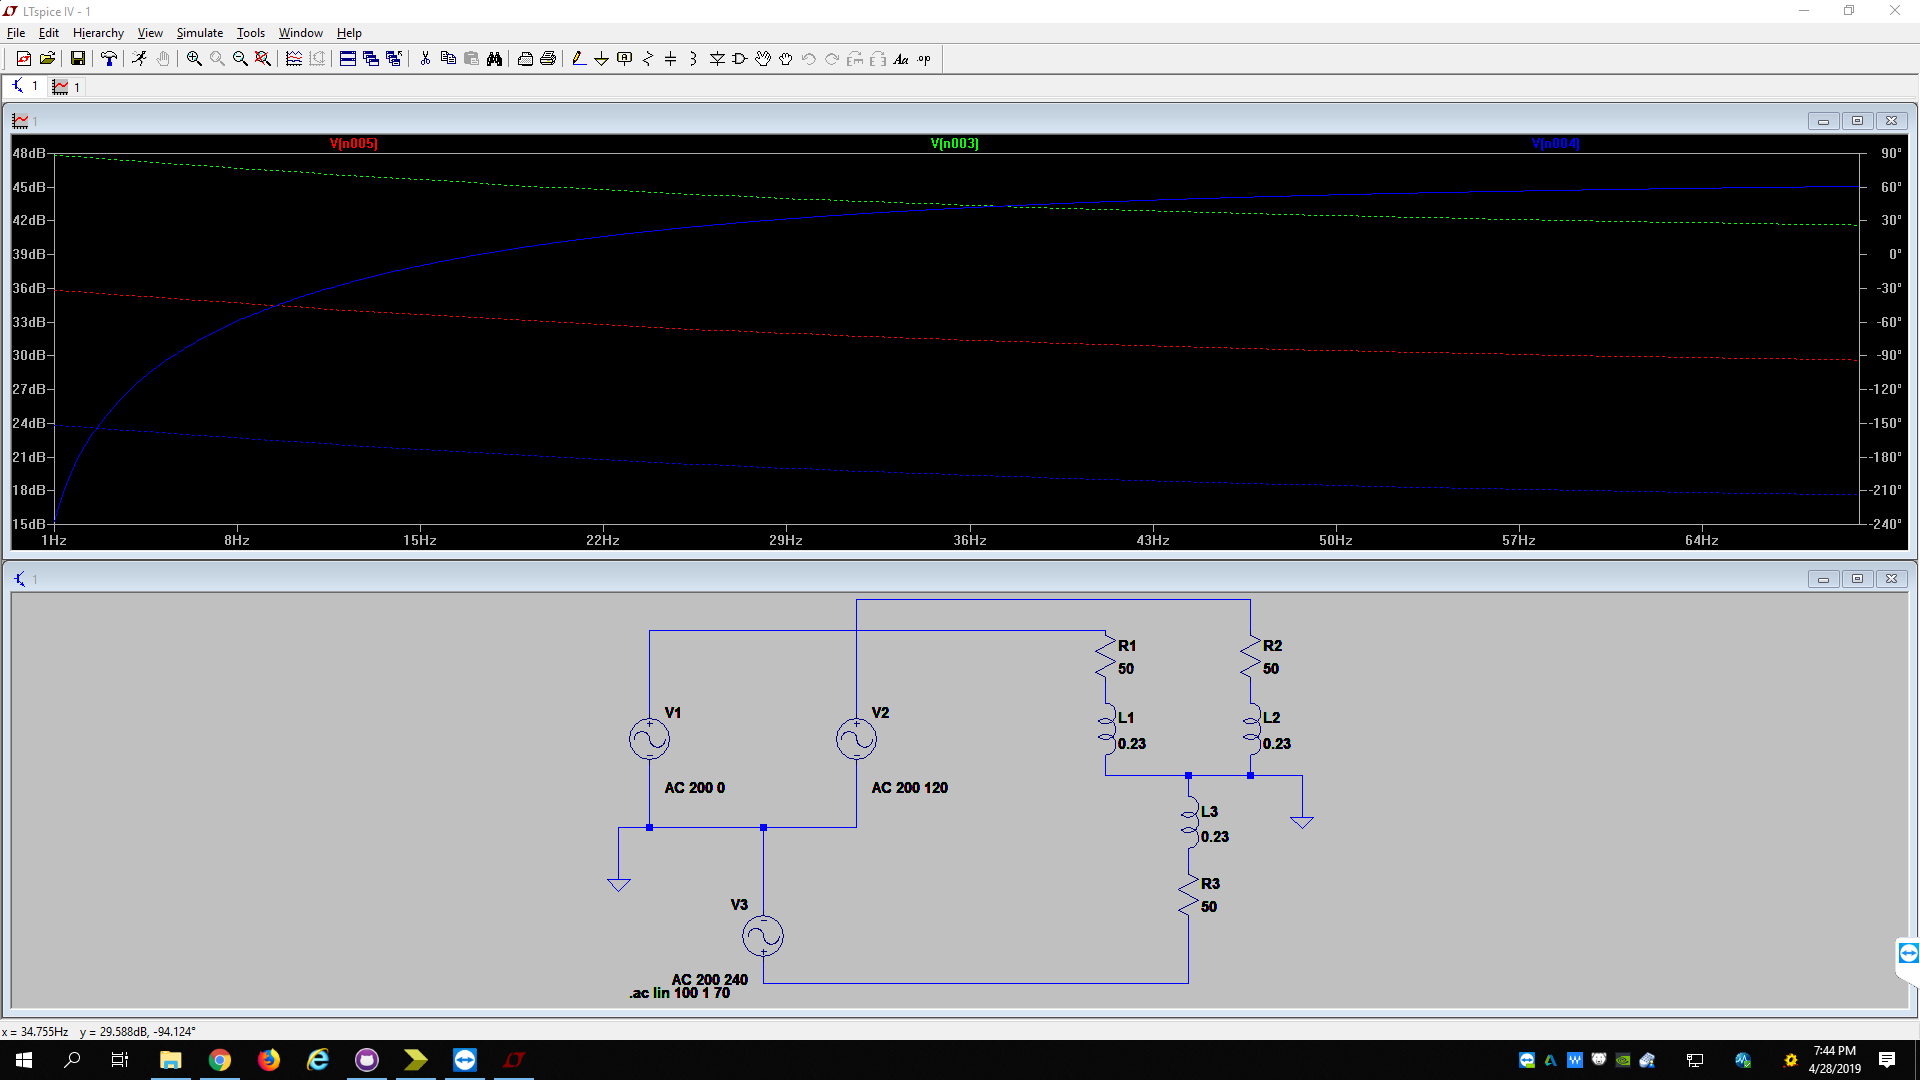 LTspice IV - 1
File Edit Hierarchy View Simulate Tools Window Help
1 1
1
V(n005) V(n003) V(n004)
48dB 90°
45dB 60°
42dB 30°
39dB 0°
36dB -30°
33dB -60°
30dB -90°
27dB -120°
24dB -150°
21dB -180°
18dB -210°
15dB -240°
1Hz 8Hz 15Hz 22Hz 29Hz 36Hz 43Hz 50Hz 57Hz 64Hz
1
R1 R2
50 50
V1 V2 L1 L2
0.23 0.23
AC 200 0 AC 200 120
L3
0.23
R3
V3 50
AC 200 240
.ac lin 100 1 70
x = 34.755Hz y = 29.588dB, -94.124°
7:44 PM
4/28/2019